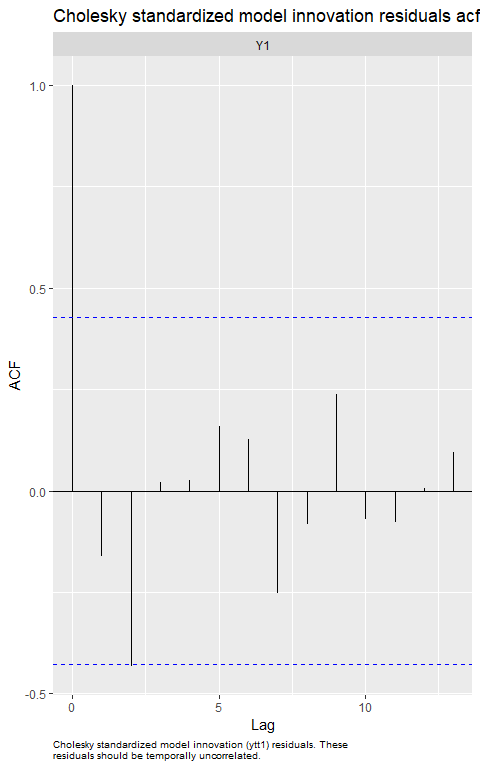 Cholesky standardized model innovation residuals acf
Y1
1.0
0.5
0.0
-0.5
ACF
0
5
10
Lag
Cholesky standardized model innovation (ytt1) residuals. These
residuals should be temporally uncorrelated.